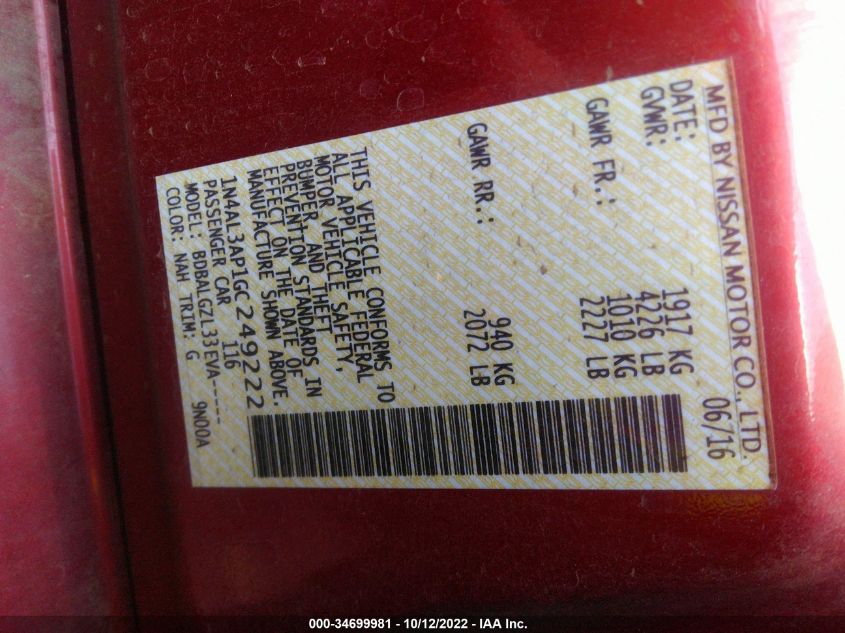 MFD BY NISSAN MOTOR CO., LTD.
DATE: 06/16
GVWR: 1917 KG
4226 LB
GAWR FR.: 1010 KG
2227 LB
GAWR RR.: 940 KG
2072 LB
THIS VEHICLE CONFORMS TO
ALL APPLICABLE FEDERAL
MOTOR VEHICLE SAFETY,
BUMPER AND THEFT
PREVENTION STANDARDS IN
EFFECT ON THE DATE OF
MANUFACTURE SHOWN ABOVE.
1N4AL3AP1GC249222
PASSENGER CAR 116
MODEL: BDBALGZL33EVA-----
COLOR: NAH TRIM: G 9N00A
000-34699981 - 10/12/2022 - IAA Inc.